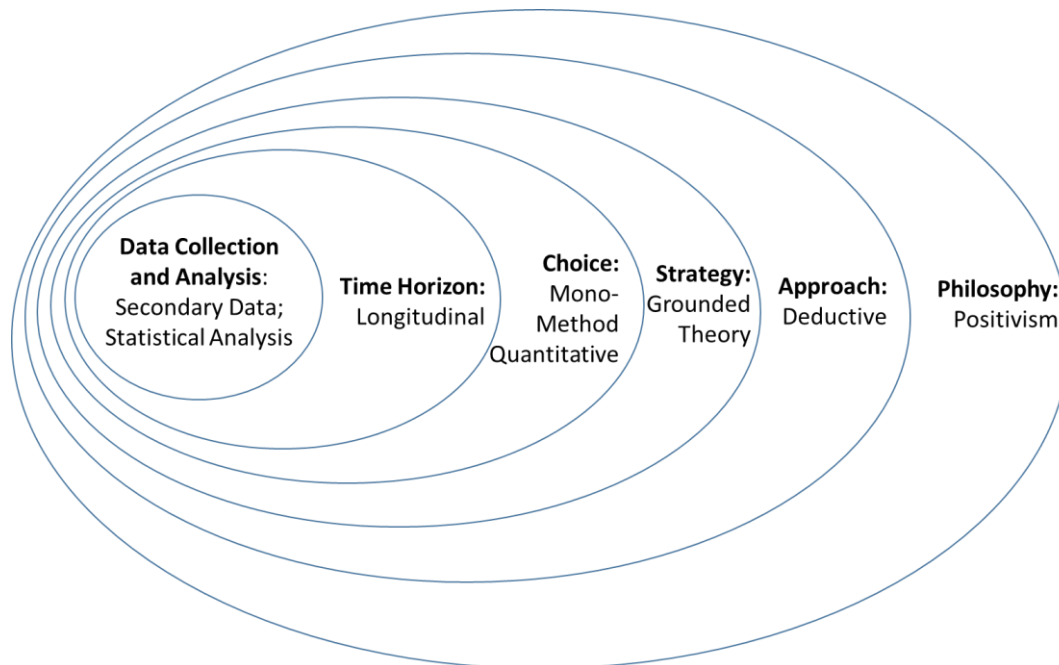 Data Collection
and Analysis:
Secondary Data;
Statistical Analysis
Time Horizon:
Longitudinal
Choice:
Mono-
Method
Quantitative
Strategy:
Grounded
Theory
Approach:
Deductive
Philosophy:
Positivism